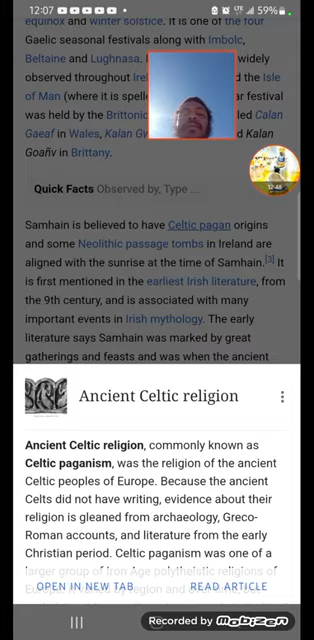 12:07
LTE
59%
equinox and winter solstice. It is one of the four
Gaelic seasonal festivals along with Imbolc,
Beltaine and Lughnasa.
widely
observed throughout
d the Isle
of Man (where it is
ar festival
was held by the Brittonic
led Calan
Gaeaf in Wales, Kalan
d Kalan
Goañv in Brittany.
12:48
Quick Facts Observed by, Type ...
Samhain is believed to have Celtic pagan origins
and some Neolithic passage tombs in Ireland are
aligned with the sunrise at the time of Samhain.[3] It
is first mentioned in the earliest Irish literature, from
the 9th century, and is associated with many
important events in Irish mythology. The early
literature says Samhain was marked by great
gatherings and feasts and was when the ancient
Ancient Celtic religion
Ancient Celtic religion, commonly known as
Celtic paganism, was the religion of the ancient
Celtic peoples of Europe. Because the ancient
Celts did not have writing, evidence about their
religion is gleaned from archaeology, Greco-
Roman accounts, and literature from the early
Christian period. Celtic paganism was one of a
larger group of Iron Age polytheistic religions of
OPEN IN NEW TAB READ ARTICLE
Recorded by Mobizen